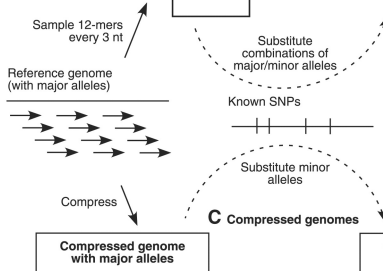 Sample 12-mers
every 3 nt
Substitute
combinations of
major/minor alleles
Reference genome
(with major alleles)
Known SNPs
Substitute minor
alleles
Compress
C Compressed genomes
Compressed genome
with major alleles